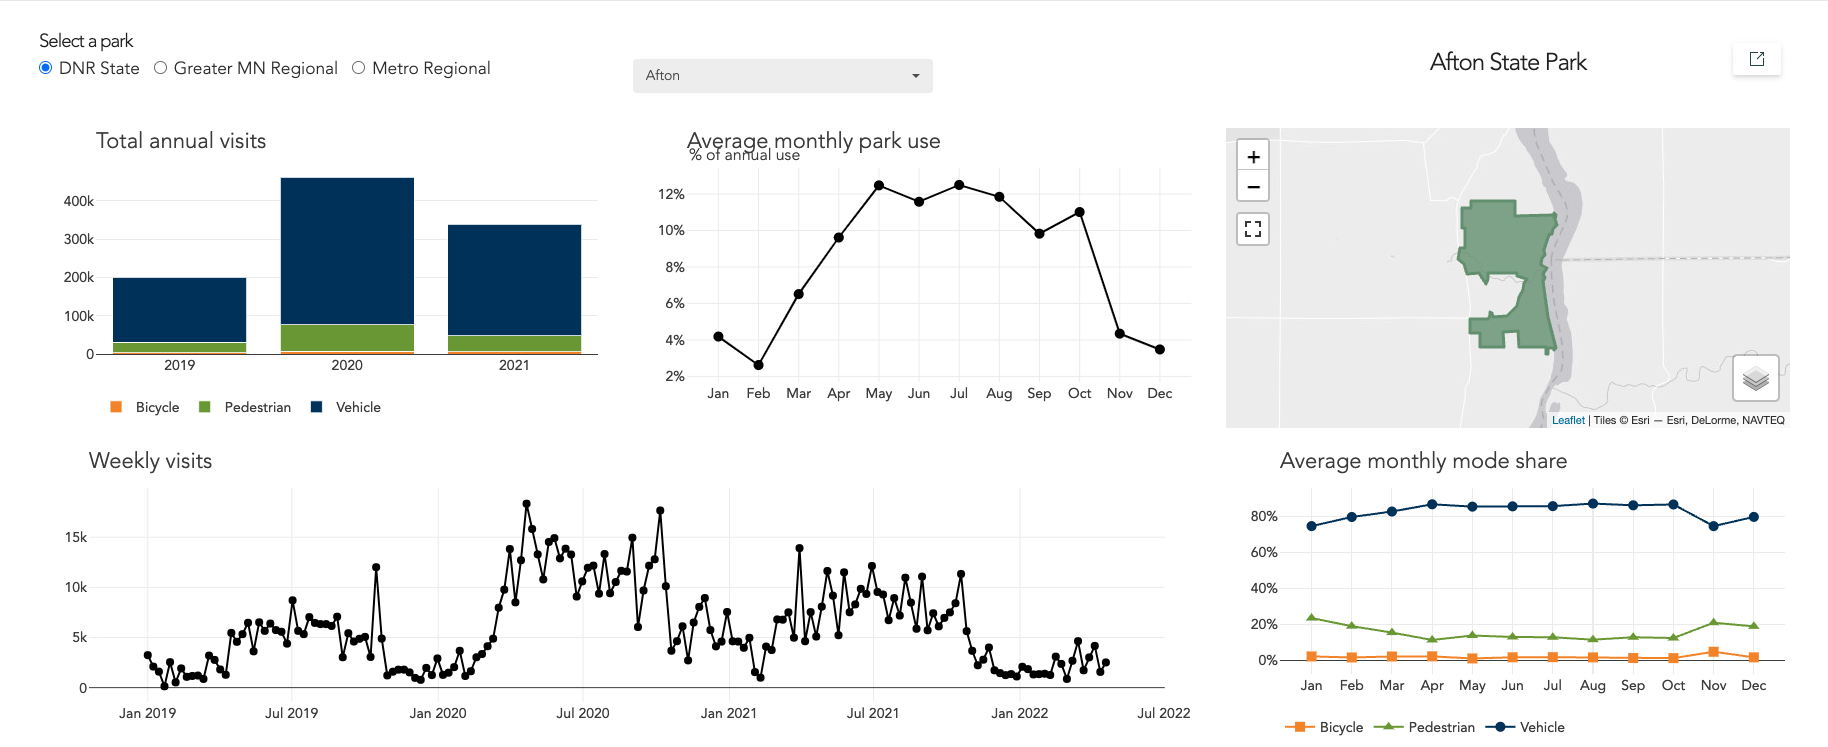 Select a park
DNR State Greater MN Regional Metro Regional
Afton
Afton State Park
Total annual visits
400k
300k
200k
100k
0
2019 2020 2021
Bicycle Pedestrian Vehicle
Average monthly park use
% of annual use
12%
10%
8%
6%
4%
2%
Jan Feb Mar Apr May Jun Jul Aug Sep Oct Nov Dec
+
−
Leaflet | Tiles © Esri — Esri, DeLorme, NAVTEQ
Weekly visits
15k
10k
5k
0
Jan 2019 Jul 2019 Jan 2020 Jul 2020 Jan 2021 Jul 2021 Jan 2022 Jul 2022
Average monthly mode share
80%
60%
40%
20%
0%
Jan Feb Mar Apr May Jun Jul Aug Sep Oct Nov Dec
Bicycle Pedestrian Vehicle